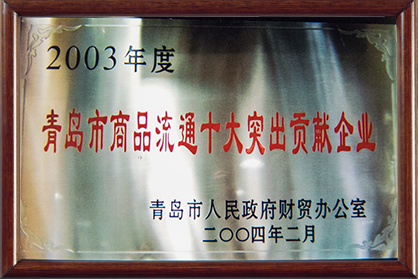 2003年度
青岛市商品流通十大突出贡献企业
青岛市人民政府财贸办公室
二〇〇四年二月